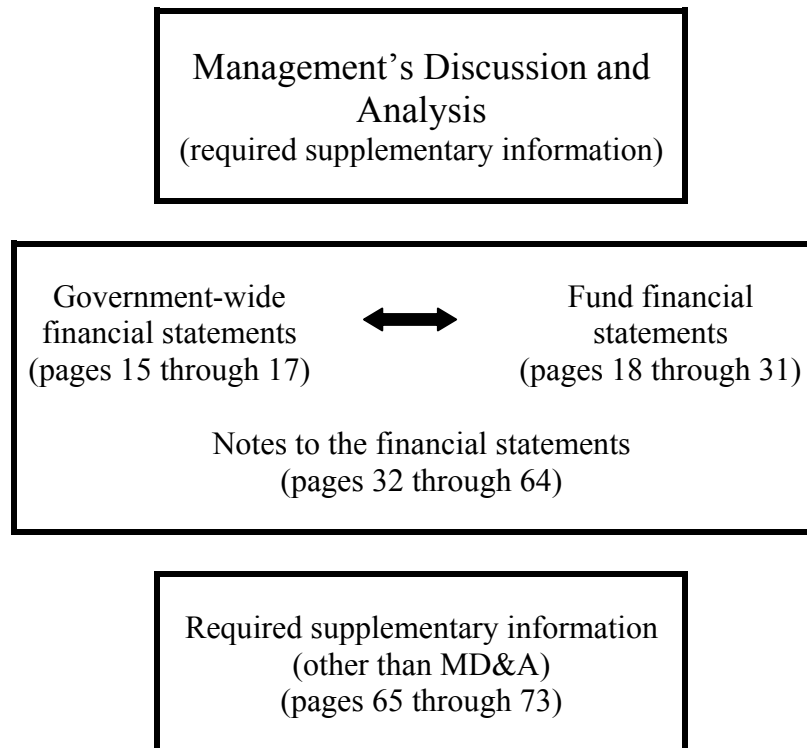 Management’s Discussion and
Analysis
(required supplementary information)
Government-wide
financial statements
(pages 15 through 17)
Fund financial
statements
(pages 18 through 31)
Notes to the financial statements
(pages 32 through 64)
Required supplementary information
(other than MD&A)
(pages 65 through 73)